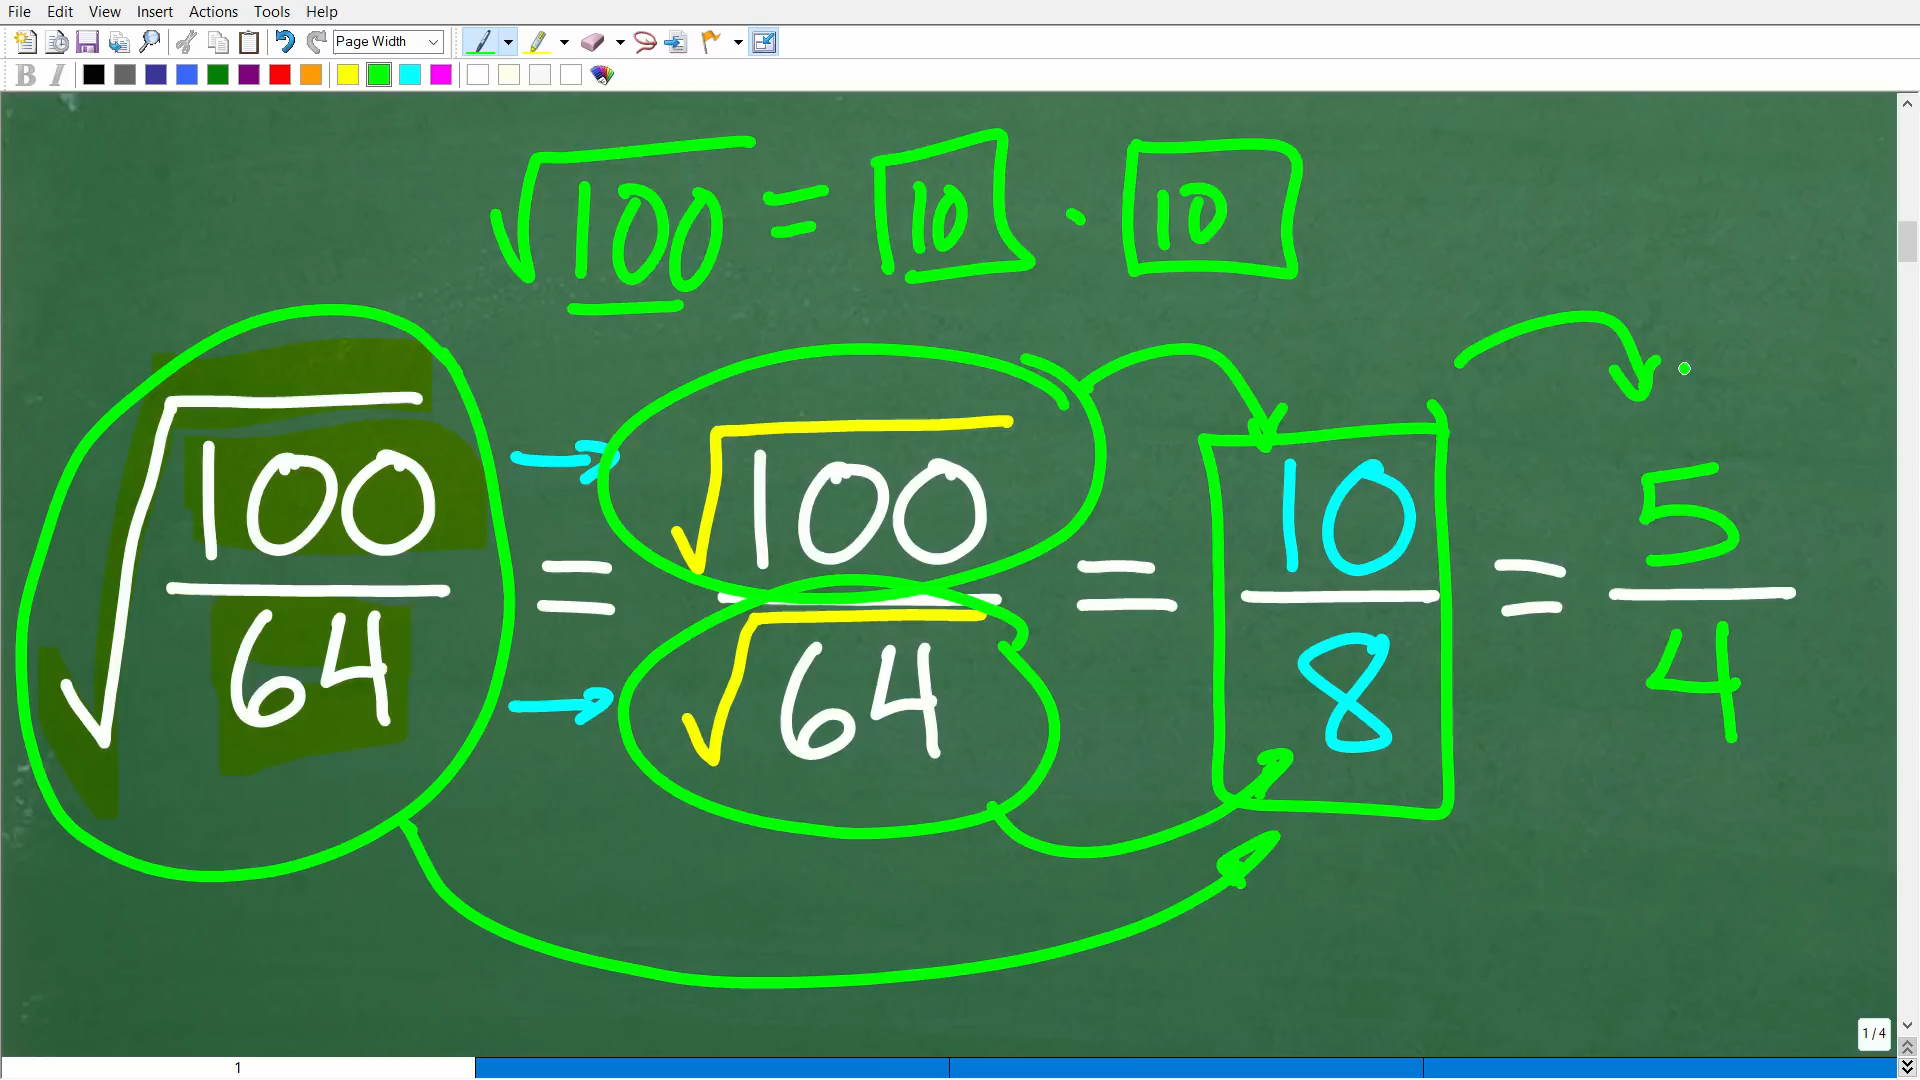 File Edit View Insert Actions Tools Help
Page Width
B I
√100 = 10 · 10
√(100/64) = √100/√64 = 10/8 = 5/4
1 / 4
1